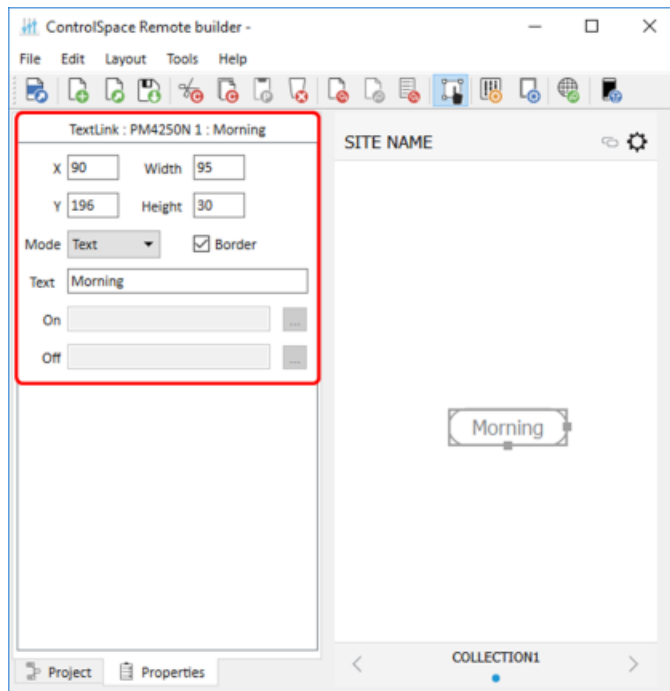 ControlSpace Remote builder -
File Edit Layout Tools Help
TextLink : PM4250N 1 : Morning
X 90 Width 95
Y 196 Height 30
Mode Text Border
Text Morning
On ...
Off ...
Project Properties
SITE NAME
Morning
COLLECTION1